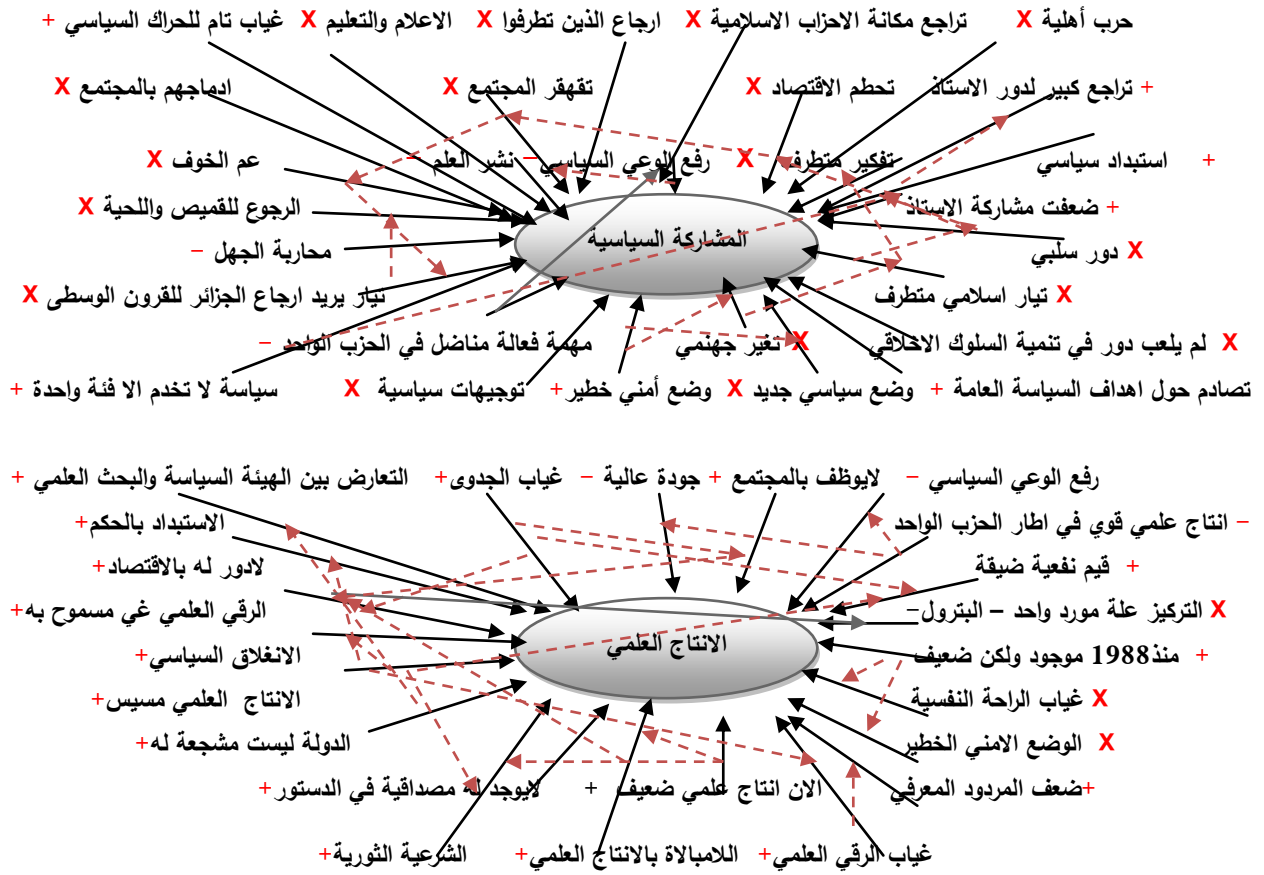 حرب أهلية X تراجع مكانة الاحزاب الاسلامية X ارجاع الذين تطرفوا X الاعلام والتعليم X غياب تام للحراك السياسي +
+ تراجع كبير لدور الاستاذ تحطم الاقتصاد X تقهقر المجتمع X ادماجهم بالمجتمع X
+ استبداد سياسي تفكير متطرف X رفع الوعي السياسي – نشر العلم – عم الخوف X
+ ضعفت مشاركة الاستاذ الرجوع للقميص واللحية X
المشاركة السياسية
X دور سلبي محاربة الجهل –
X تيار اسلامي متطرف تيار يريد ارجاع الجزائر للقرون الوسطى X
X لم يلعب دور في تنمية السلوك الاخلاقي X تغير جهنمي مهمة فعالة مناضل في الحزب الواحد –
تصادم حول اهداف السياسة العامة + وضع سياسي جديد X وضع أمني خطير + توجيهات سياسية X سياسة لا تخدم الا فئة واحدة +
رفع الوعي السياسي – لايوظف بالمجتمع + جودة عالية – غياب الجدوى+ التعارض بين الهيئة السياسة والبحث العلمي +
– انتاج علمي قوي في اطار الحزب الواحد الاستبداد بالحكم+
+ قيم نفعية ضيقة لادور له بالاقتصاد+
X التركيز علة مورد واحد – البترول– الرقي العلمي غي مسموح به+
الانتاج العلمي
+ منذ1988 موجود ولكن ضعيف الانغلاق السياسي+
X غياب الراحة النفسية الانتاج العلمي مسيس+
X الوضع الامني الخطير الدولة ليست مشجعة له+
+ضعف المردود المعرفي الان انتاج علمي ضعيف + لايوجد له مصداقية في الدستور+
غياب الرقي العلمي+ اللامبالاة بالانتاج العلمي+ الشرعية الثورية+